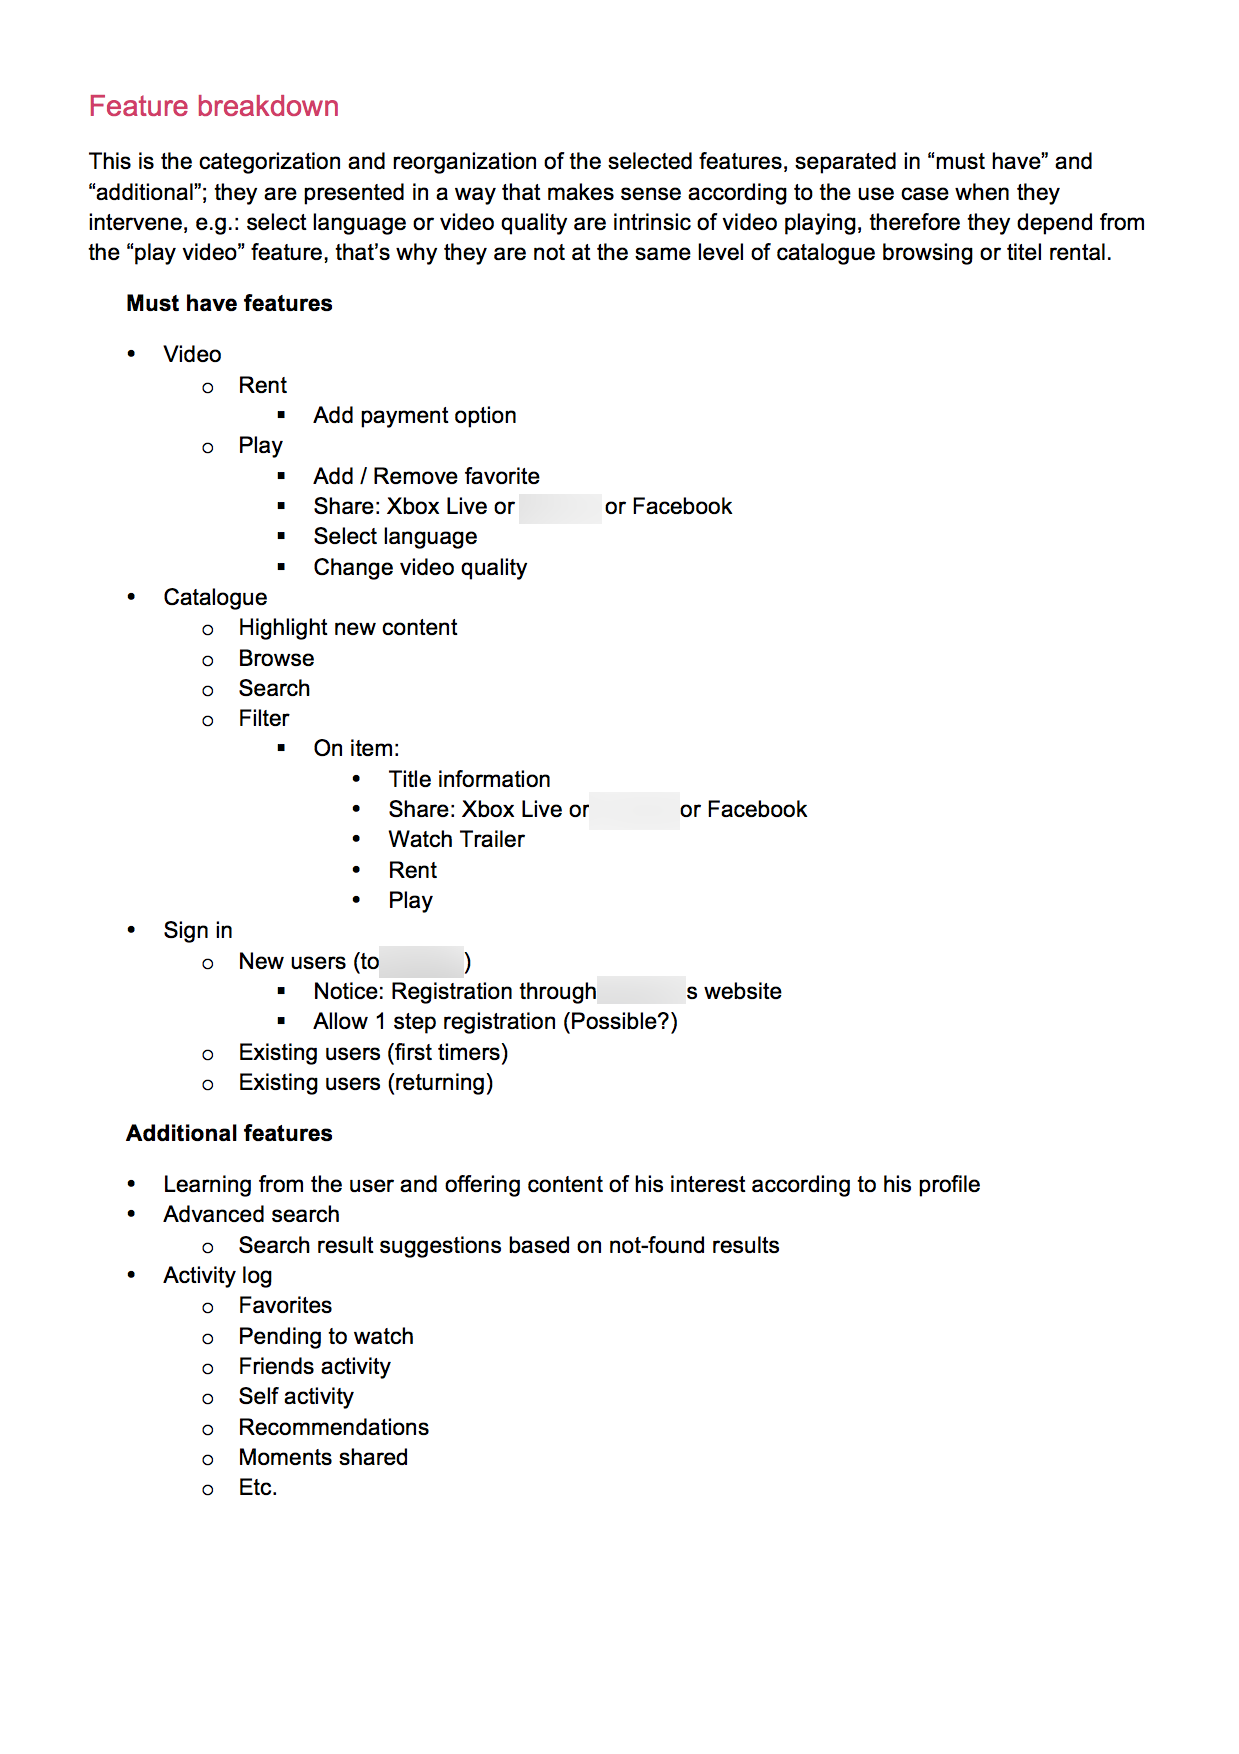 Feature breakdown
This is the categorization and reorganization of the selected features, separated in “must have” and
“additional”; they are presented in a way that makes sense according to the use case when they
intervene, e.g.: select language or video quality are intrinsic of video playing, therefore they depend from
the “play video” feature, that’s why they are not at the same level of catalogue browsing or titel rental.
Must have features
• Video
o Rent
▪ Add payment option
o Play
▪ Add / Remove favorite
▪ Share: Xbox Live or or Facebook
▪ Select language
▪ Change video quality
• Catalogue
o Highlight new content
o Browse
o Search
o Filter
▪ On item:
• Title information
• Share: Xbox Live or or Facebook
• Watch Trailer
• Rent
• Play
• Sign in
o New users (to )
▪ Notice: Registration through s website
▪ Allow 1 step registration (Possible?)
o Existing users (first timers)
o Existing users (returning)
Additional features
• Learning from the user and offering content of his interest according to his profile
• Advanced search
o Search result suggestions based on not-found results
• Activity log
o Favorites
o Pending to watch
o Friends activity
o Self activity
o Recommendations
o Moments shared
o Etc.